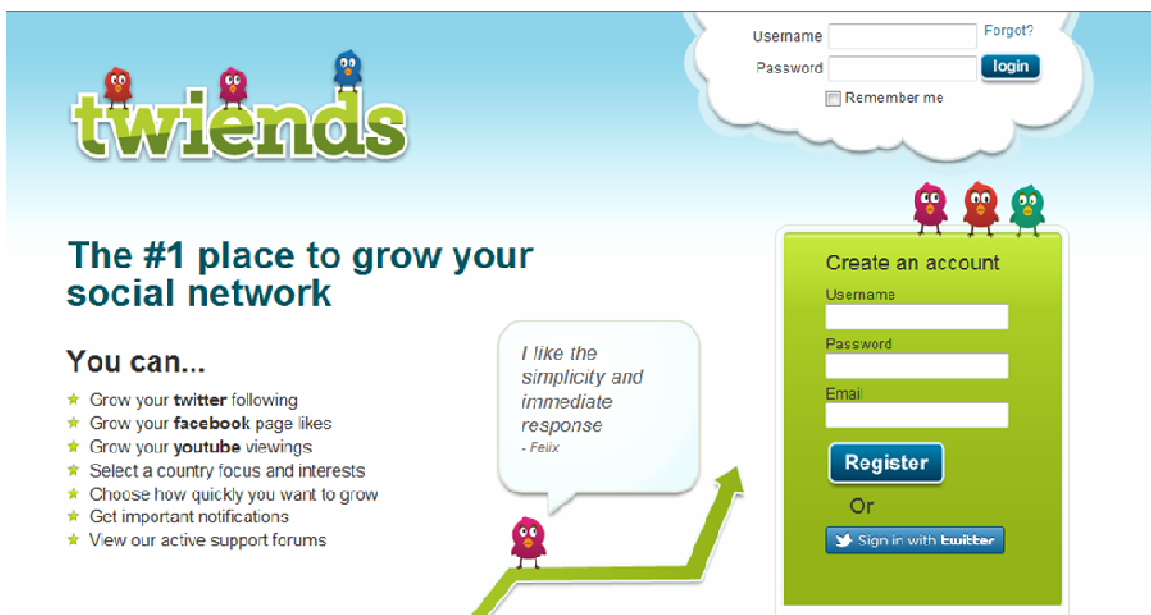 twiends
Username
Forgot?
Password
login
Remember me
The #1 place to grow your
social network
You can...
Grow your twitter following
Grow your facebook page likes
Grow your youtube viewings
Select a country focus and interests
Choose how quickly you want to grow
Get important notifications
View our active support forums
I like the
simplicity and
immediate
response
- Felix
Create an account
Username
Password
Email
Register
Or
Sign in with twitter